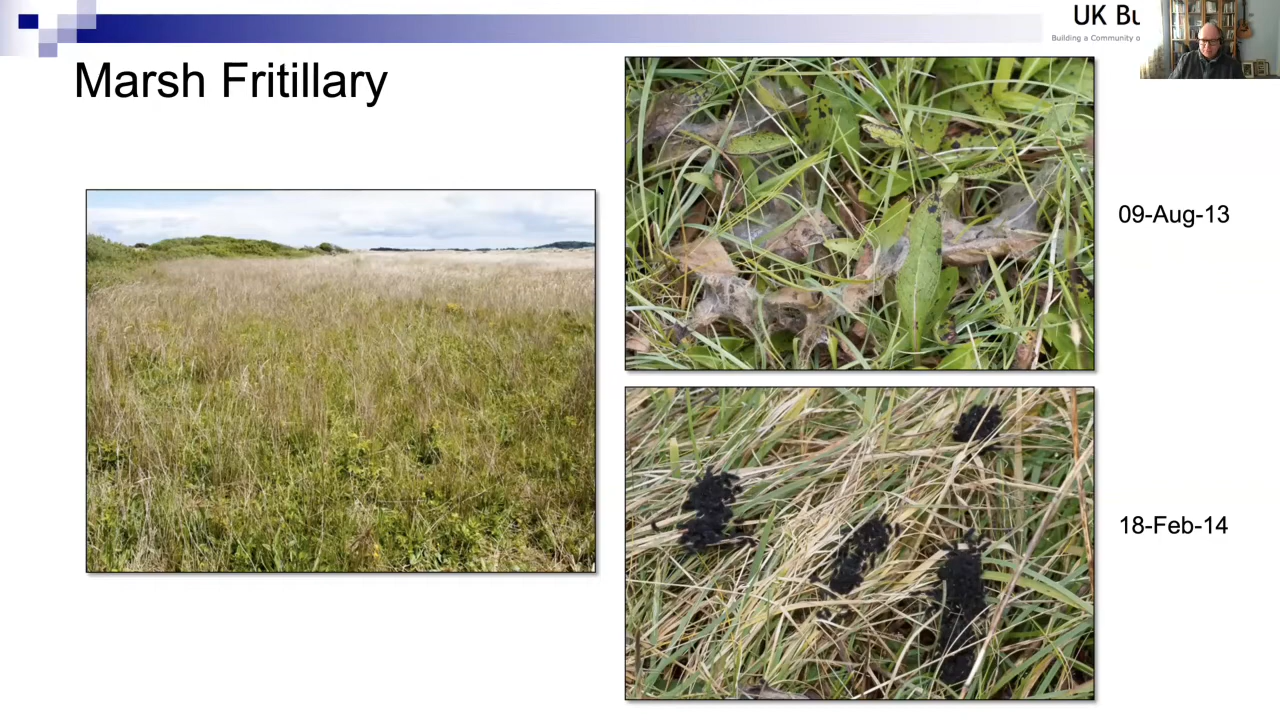 UK Bu
Building a Community o
Marsh Fritillary
09-Aug-13
18-Feb-14